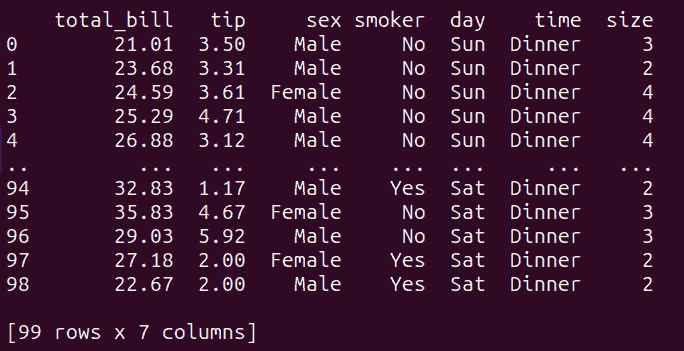 total_bill tip sex smoker day time size
0 21.01 3.50 Male No Sun Dinner 3
1 23.68 3.31 Male No Sun Dinner 2
2 24.59 3.61 Female No Sun Dinner 4
3 25.29 4.71 Male No Sun Dinner 4
4 26.88 3.12 Male No Sun Dinner 4
.. ... ... ... ... ... ... ...
94 32.83 1.17 Male Yes Sat Dinner 2
95 35.83 4.67 Female No Sat Dinner 3
96 29.03 5.92 Male No Sat Dinner 3
97 27.18 2.00 Female Yes Sat Dinner 2
98 22.67 2.00 Male Yes Sat Dinner 2
[99 rows x 7 columns]